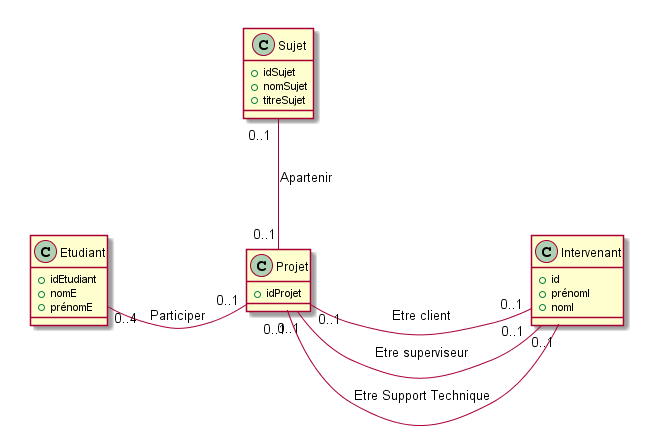 C Sujet
idSujet
nomSujet
titreSujet
0..1
Apartenir
0..1
C Etudiant
idEtudiant
nomE
prénomE
C Projet
idProjet
C Intervenant
id
prénomI
nomI
0..4
Participer
0..1
0..1
Etre client
0..1
0..1
Etre superviseur
0..1
0..1
Etre Support Technique
0..1